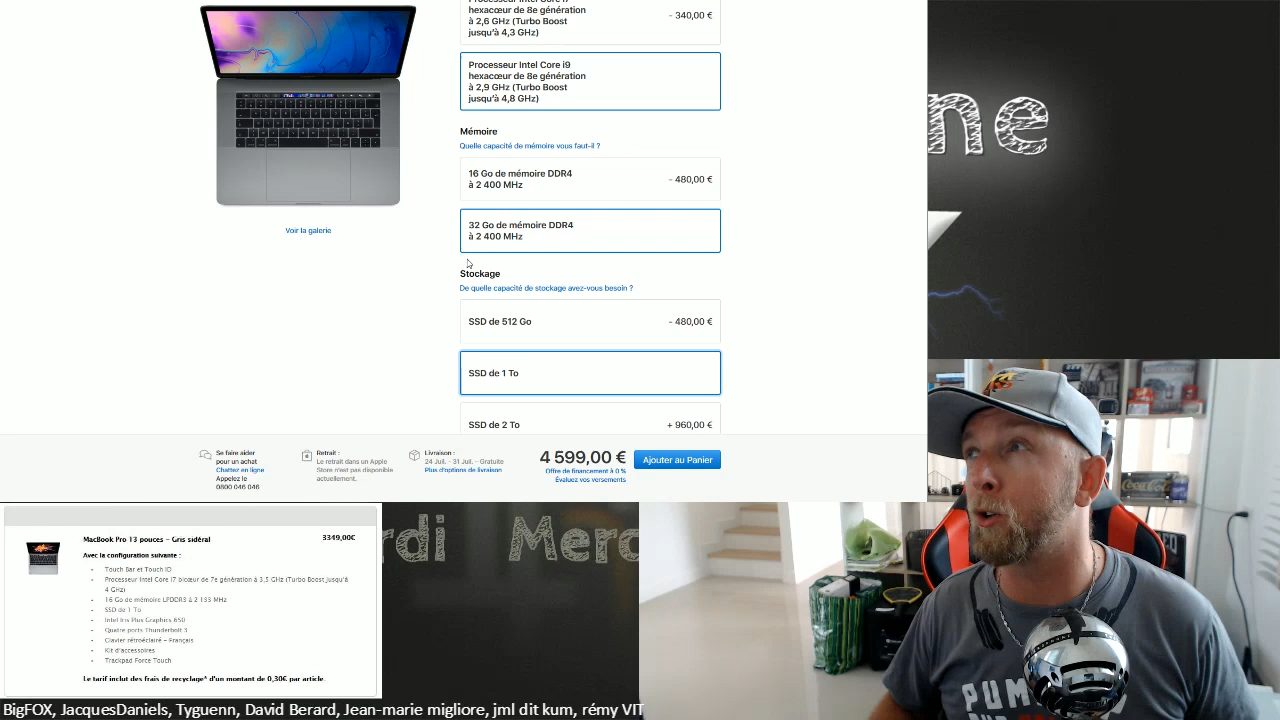 hexacœur de 8e génération
à 2,6 GHz (Turbo Boost
jusqu'à 4,3 GHz)
- 340,00 €
Processeur Intel Core i9
hexacœur de 8e génération
à 2,9 GHz (Turbo Boost
jusqu'à 4,8 GHz)
Mémoire
Quelle capacité de mémoire vous faut-il ?
16 Go de mémoire DDR4
à 2 400 MHz
- 480,00 €
32 Go de mémoire DDR4
à 2 400 MHz
Voir la galerie
Stockage
De quelle capacité de stockage avez-vous besoin ?
SSD de 512 Go
- 480,00 €
SSD de 1 To
SSD de 2 To
+ 960,00 €
Se faire aider
pour un achat
Chattez en ligne
Appelez le
0800 046 046
Retrait :
Le retrait dans un Apple
Store n'est pas disponible
actuellement.
Livraison :
24 Juil. - 31 Juil. - Gratuite
Plus d'options de livraison
4 599,00 €
Offre de financement à 0 %
Évaluez vos versements
Ajouter au Panier
ne
MacBook Pro 13 pouces – Gris sidéral
3349,00€
Avec la configuration suivante :
- Touch Bar et Touch ID
- Processeur Intel Core i7 bicœur de 7e génération à 3,5 GHz (Turbo Boost jusqu'à
4 GHz)
- 16 Go de mémoire LPDDR3 à 2 133 MHz
- SSD de 1 To
- Intel Iris Plus Graphics 650
- Quatre ports Thunderbolt 3
- Clavier rétroéclairé – Français
- Kit d'accessoires
- Trackpad Force Touch
Le tarif inclut des frais de recyclage* d'un montant de 0,30€ par article.
rdi Merc
Coca-Cola
PUM
BigFOX, JacquesDaniels, Tyguenn, David Berard, Jean-marie migliore, jml dit kum, rémy VIT